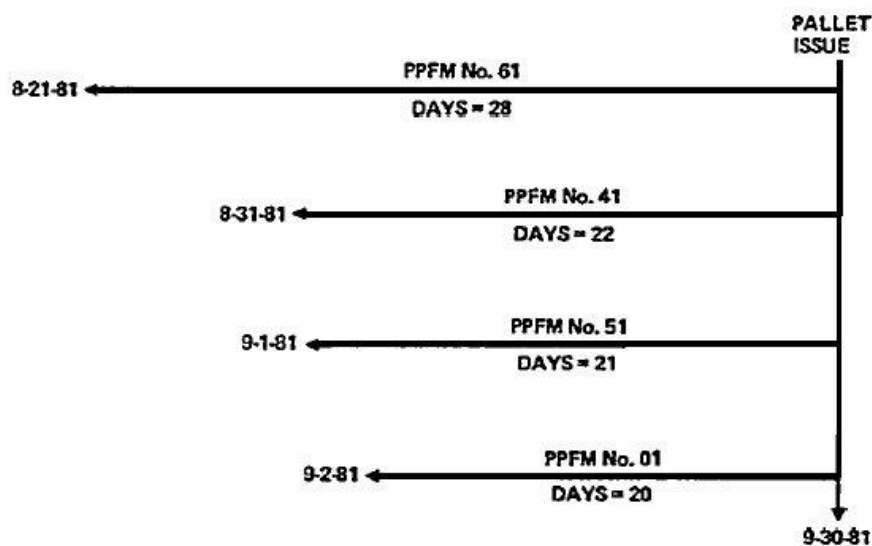 PALLET
ISSUE
PPFM No. 61
8-21-81
DAYS = 28
PPFM No. 41
8-31-81
DAYS = 22
PPFM No. 51
9-1-81
DAYS = 21
PPFM No. 01
9-2-81
DAYS = 20
9-30-81